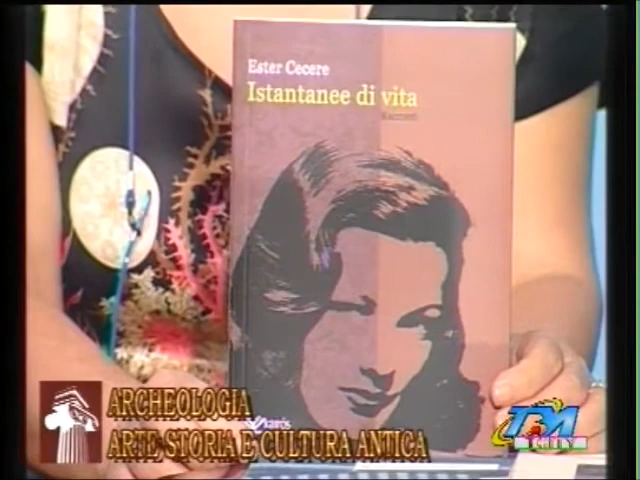 Ester Cecere
Istantanee di vita
Racconti
ARCHEOLOGIA
ARTE STORIA E CULTURA ANTICA